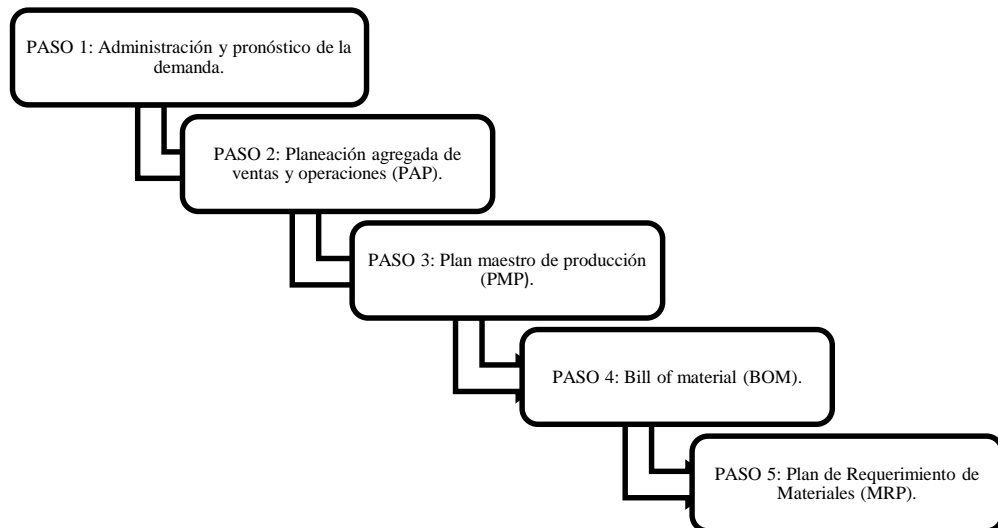 PASO 1: Administración y pronóstico de la
demanda.
PASO 2: Planeación agregada de
ventas y operaciones (PAP).
PASO 3: Plan maestro de producción
(PMP).
PASO 4: Bill of material (BOM).
PASO 5: Plan de Requerimiento de
Materiales (MRP).